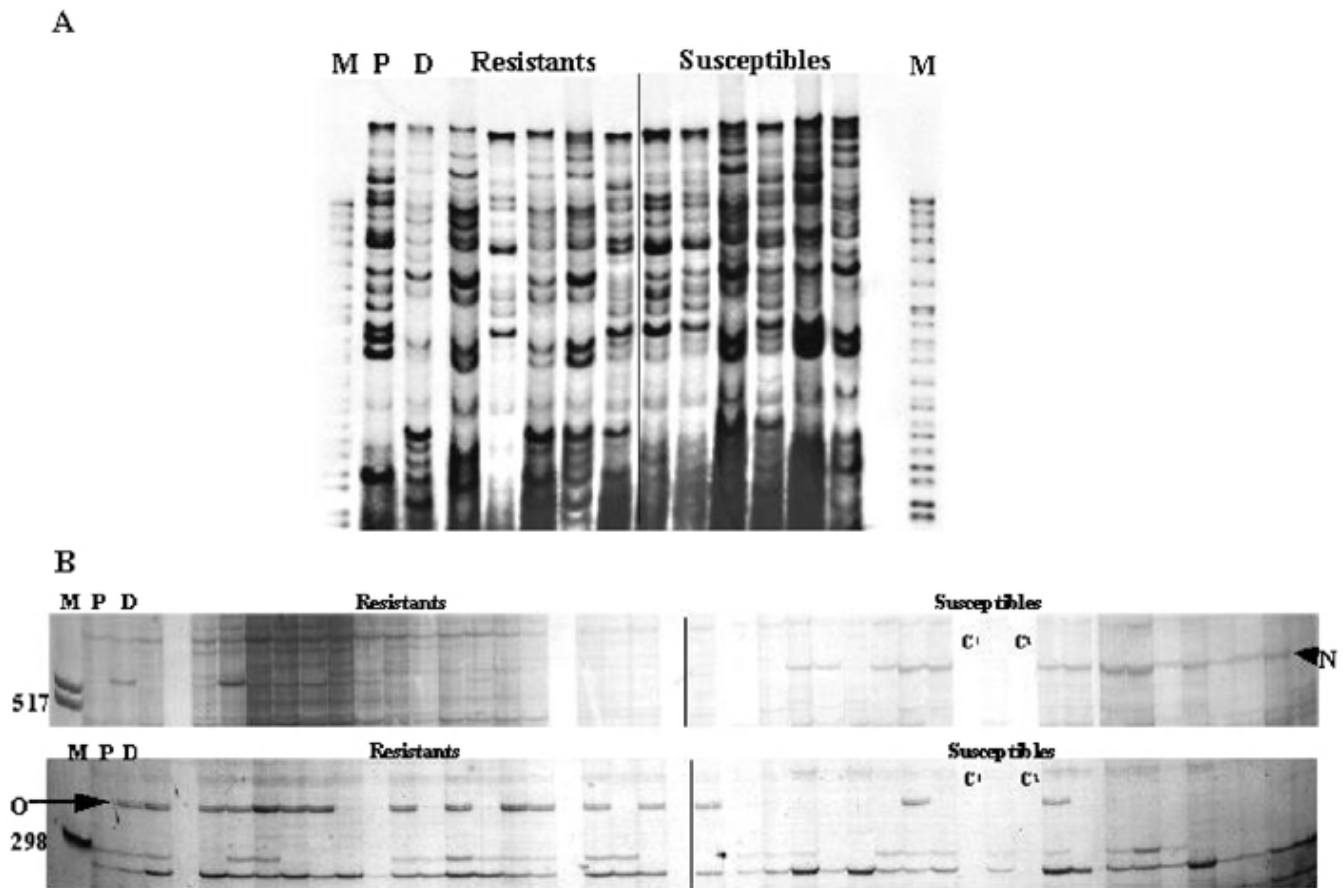 A
M P D Resistants Susceptibles M
B
M P D Resistants Susceptibles
C C
N
517
M P D Resistants Susceptibles
C C
O
298